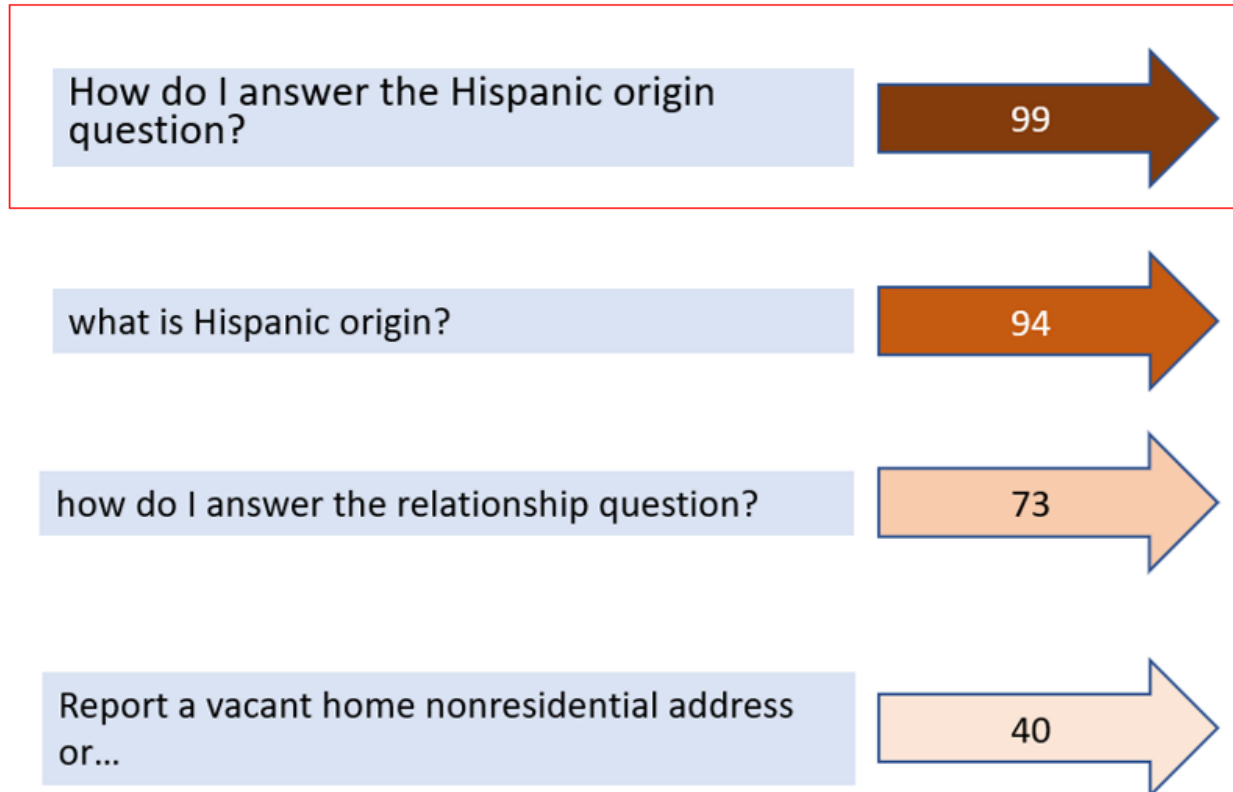 How do I answer the Hispanic origin
question?
99
what is Hispanic origin?
94
how do I answer the relationship question?
73
Report a vacant home nonresidential address
or...
40